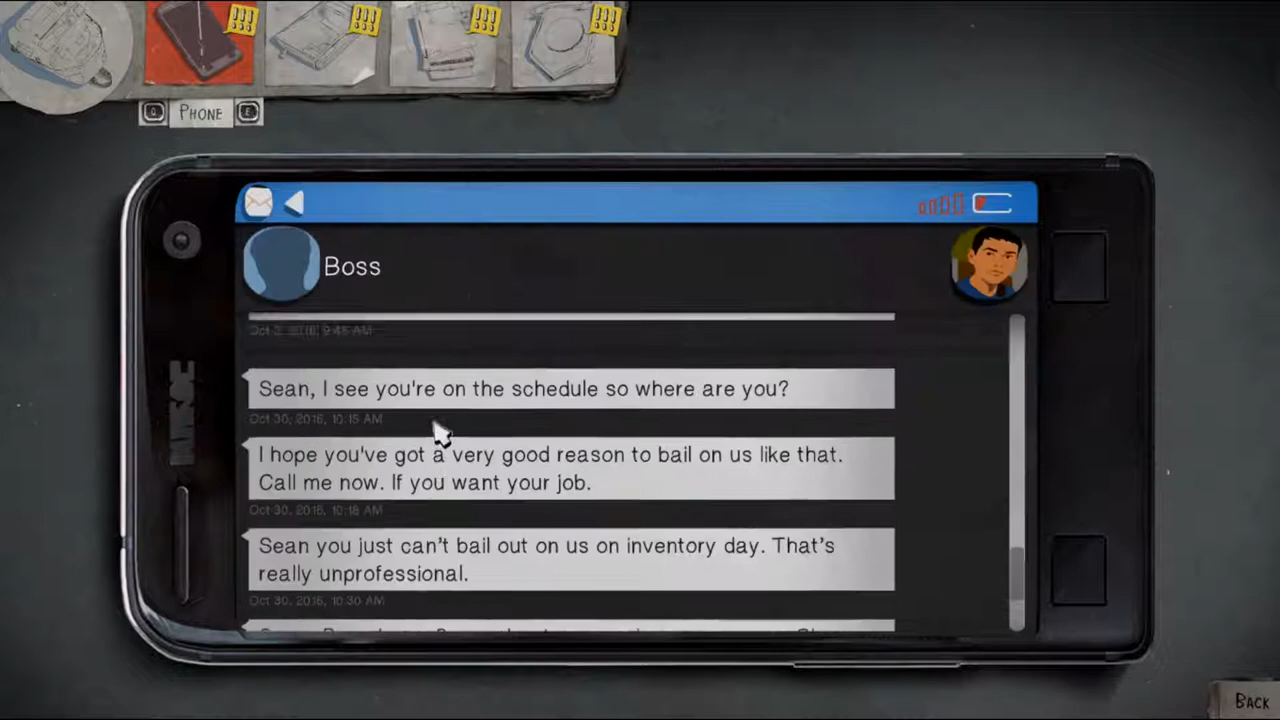 Q PHONE E
Boss
9:45 AM
Sean, I see you're on the schedule so where are you?
Oct 30, 2016, 10:15 AM
I hope you've got a very good reason to bail on us like that.
Call me now. If you want your job.
Oct 30, 2016, 10:18 AM
Sean you just can't bail out on us on inventory day. That's
really unprofessional.
Oct 30, 2016, 10:30 AM
BACK